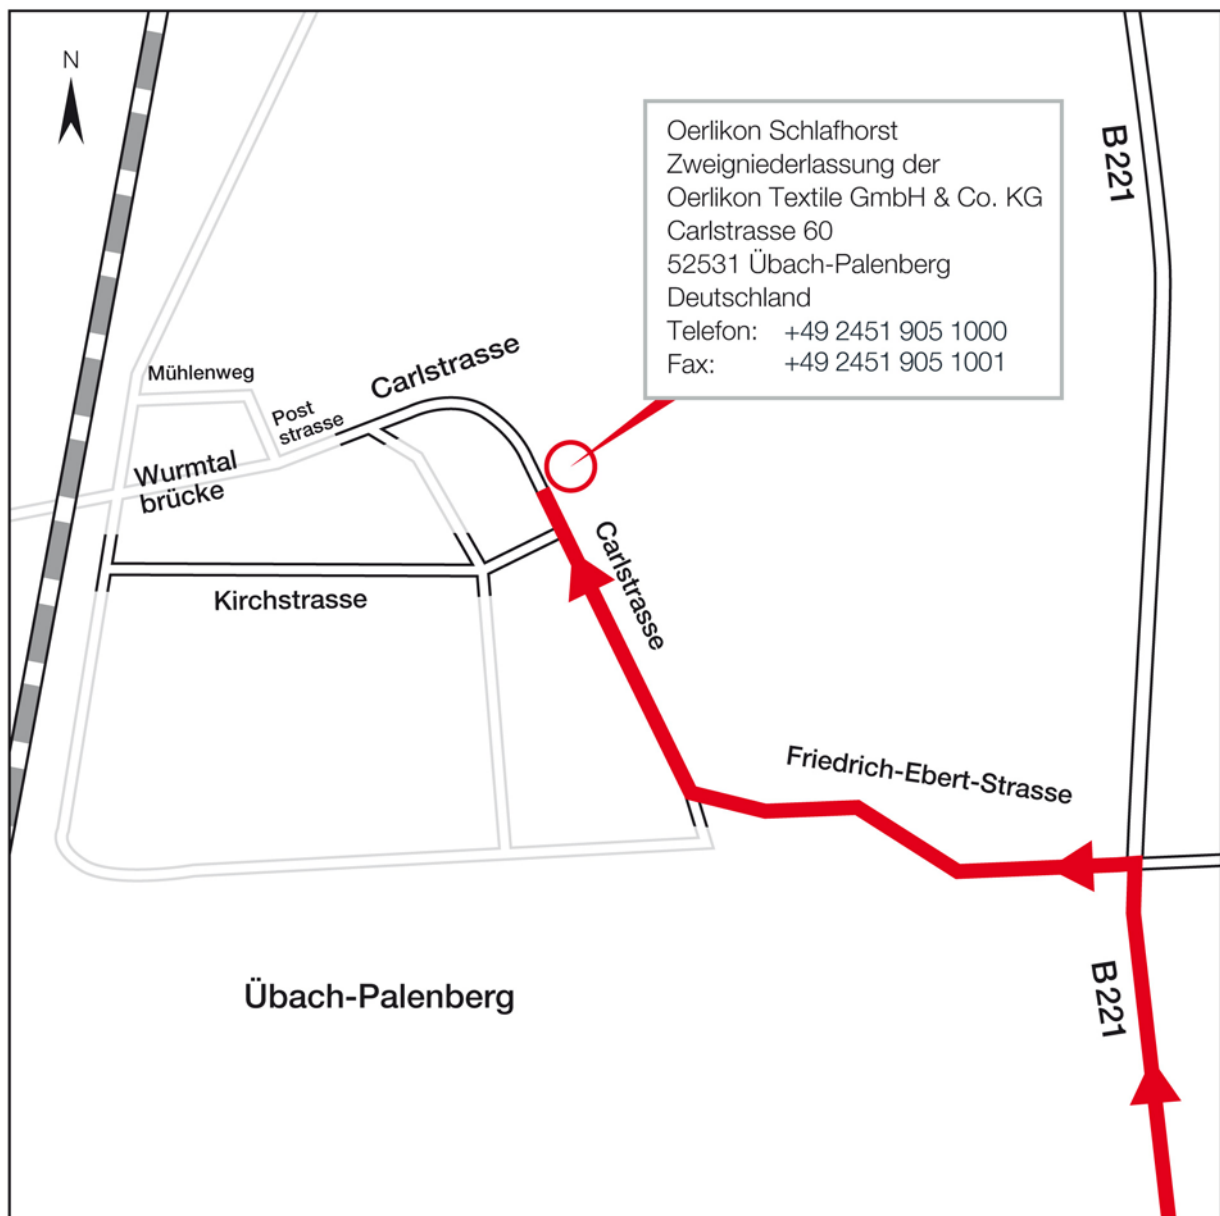 N
B221
Oerlikon Schlafhorst
Zweigniederlassung der
Oerlikon Textile GmbH & Co. KG
Carlstrasse 60
52531 Übach-Palenberg
Deutschland
Telefon: +49 2451 905 1000
Fax: +49 2451 905 1001
Mühlenweg
Carlstrasse
Post
strasse
Wurmtal
brücke
Carlstrasse
Kirchstrasse
Friedrich-Ebert-Strasse
Übach-Palenberg
B221